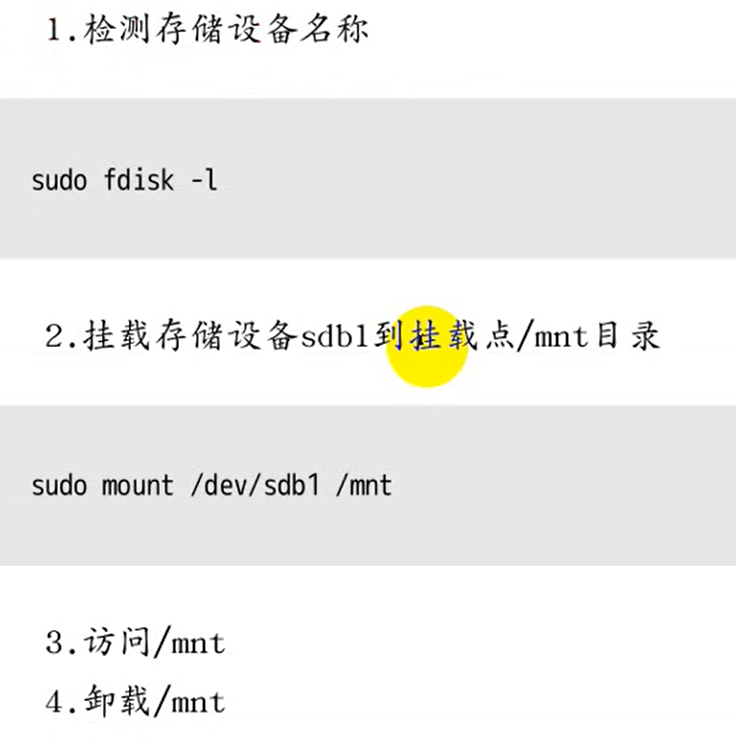 1.检测存储设备名称
sudo fdisk -l
2.挂载存储设备sdb1到挂载点/mnt目录
sudo mount /dev/sdb1 /mnt
3.访问/mnt
4.卸载/mnt